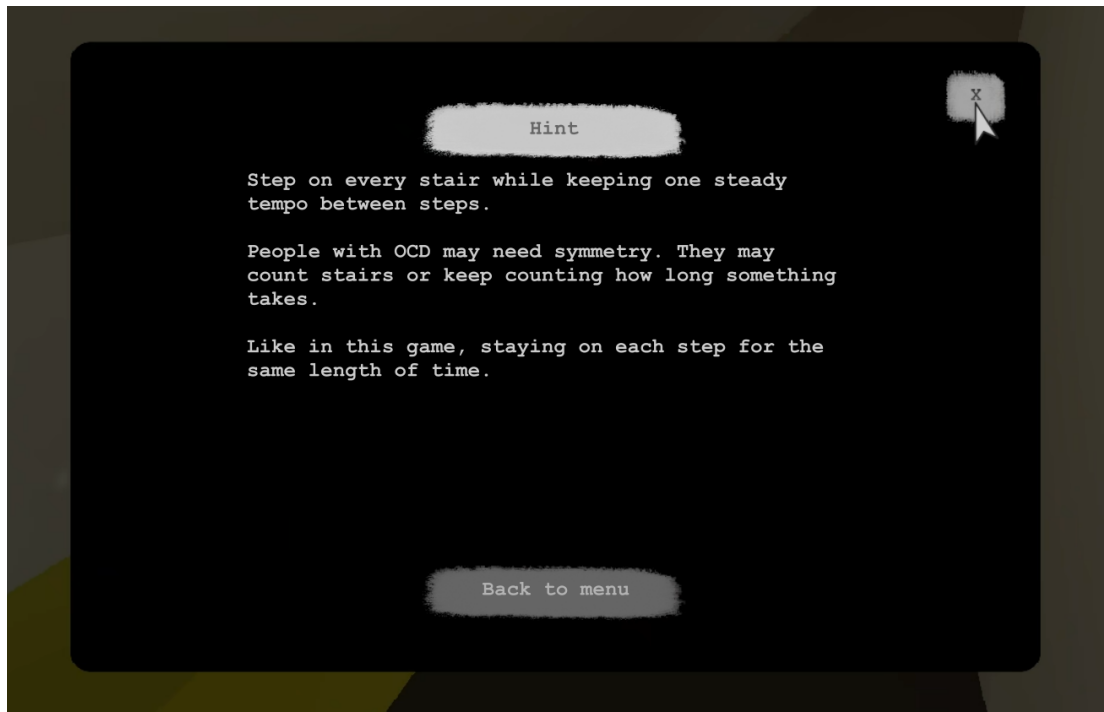 X
Hint
Step on every stair while keeping one steady
tempo between steps.
People with OCD may need symmetry. They may
count stairs or keep counting how long something
takes.
Like in this game, staying on each step for the
same length of time.
Back to menu